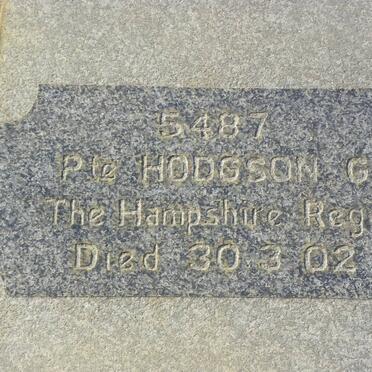 5487
Pte HODGSON G
The Hampshire Reg
Died 30.3.02